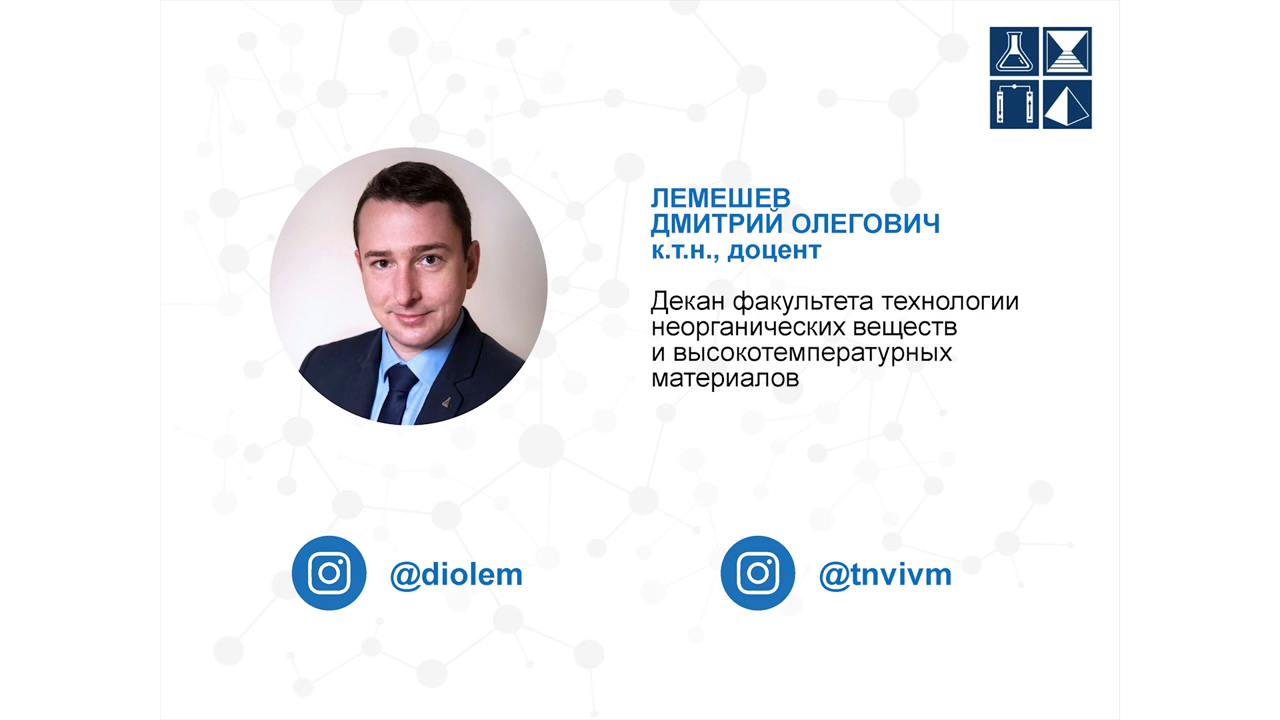 ЛЕМЕШЕВ
ДМИТРИЙ ОЛЕГОВИЧ
к.т.н., доцент
Декан факультета технологии
неорганических веществ
и высокотемпературных
материалов
@diolem
@tnvivm